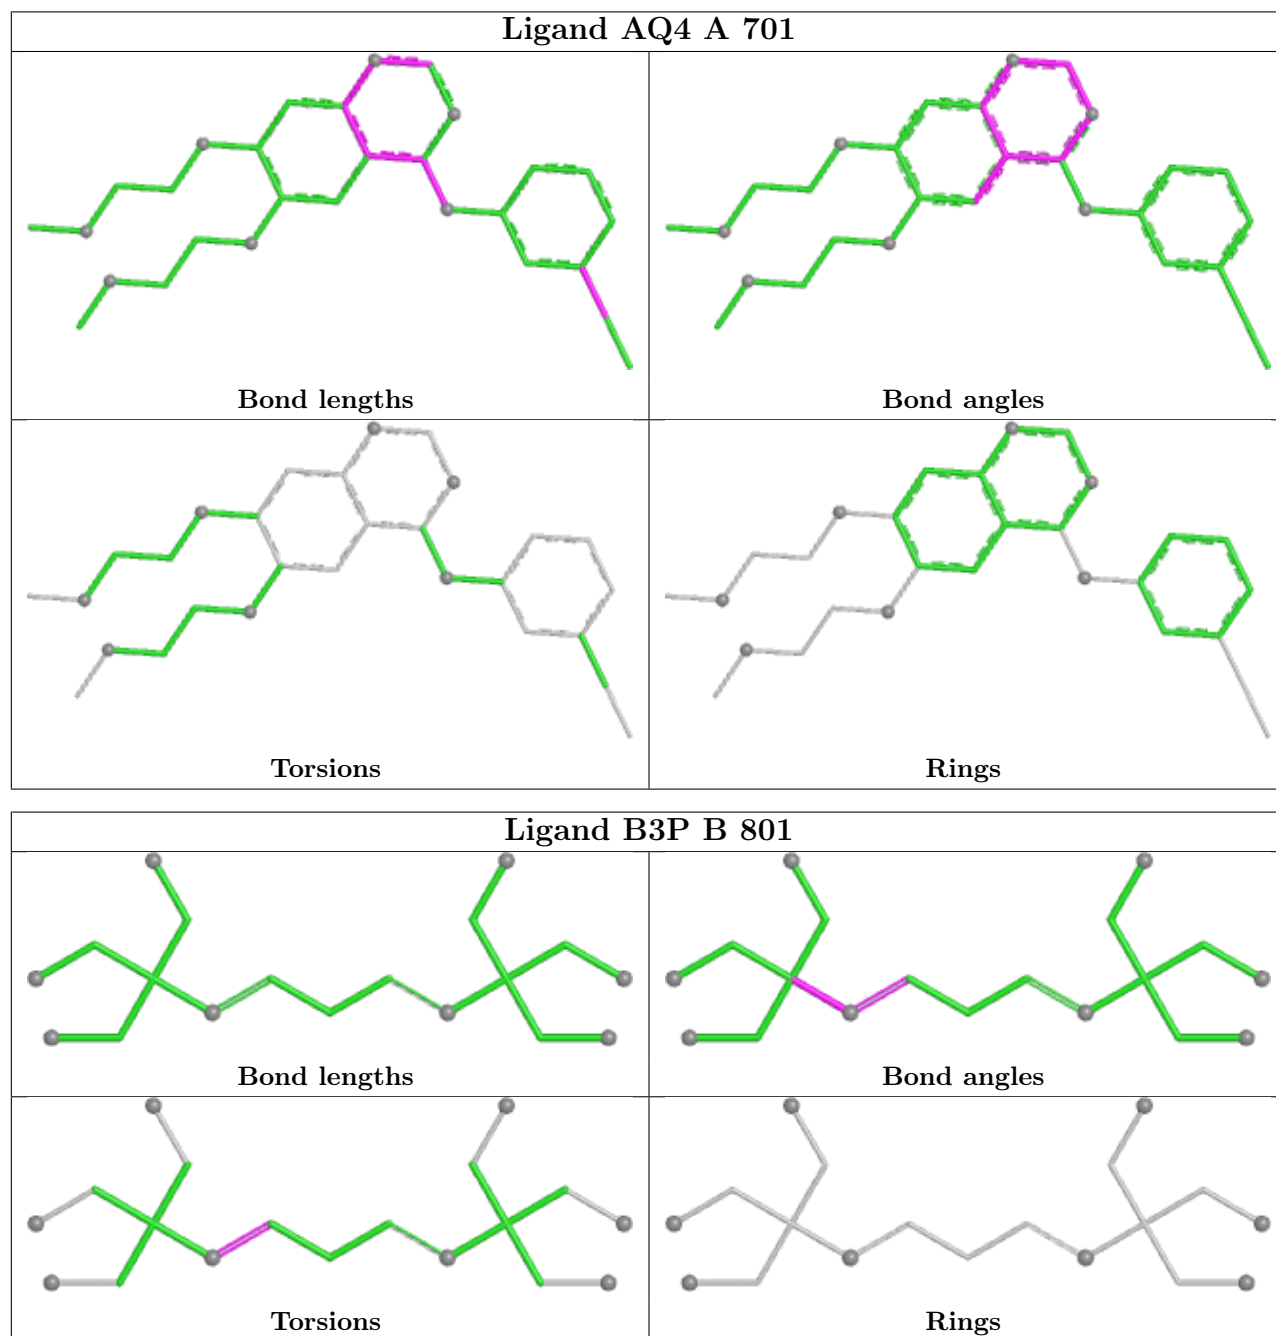 Ligand AQ4 A 701
Bond lengths
Bond angles
Torsions
Rings
Ligand B3P B 801
Bond lengths
Bond angles
Torsions
Rings